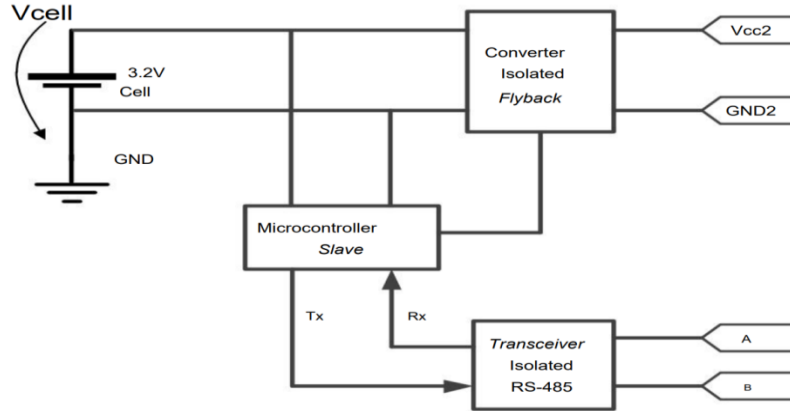 Vcell
3.2V
Cell
GND
Converter
Isolated
Flyback
Vcc2
GND2
Microcontroller
Slave
Tx
Rx
Transceiver
Isolated
RS-485
A
B